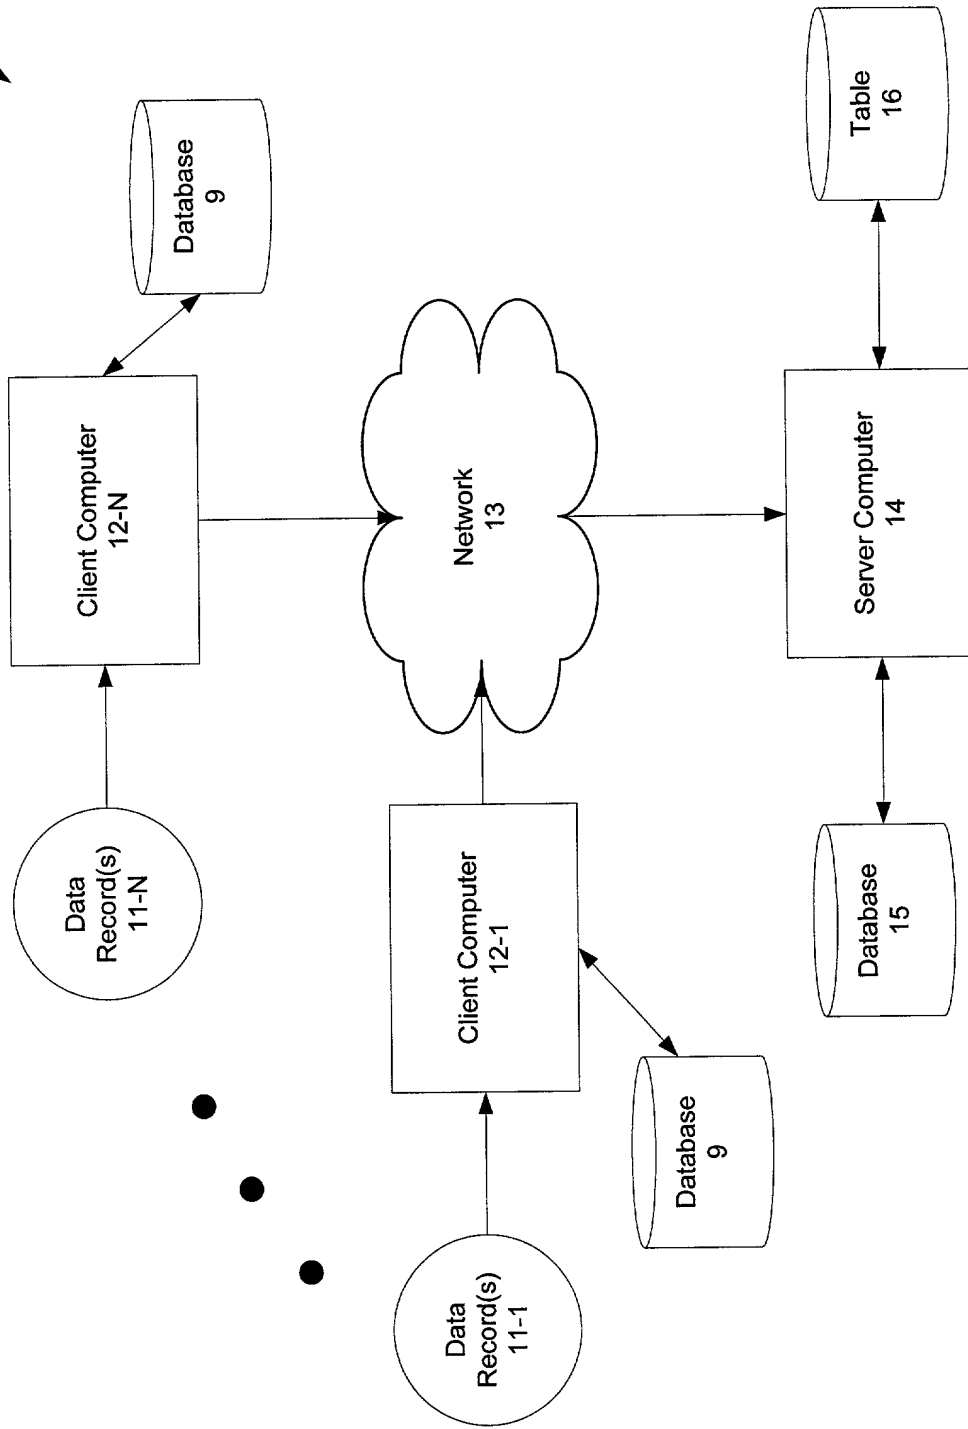 Data
Record(s)
11-N
Client Computer
12-N
Database
9
Data
Record(s)
11-1
Client Computer
12-1
Database
9
Network
13
Database
15
Server Computer
14
Table
16